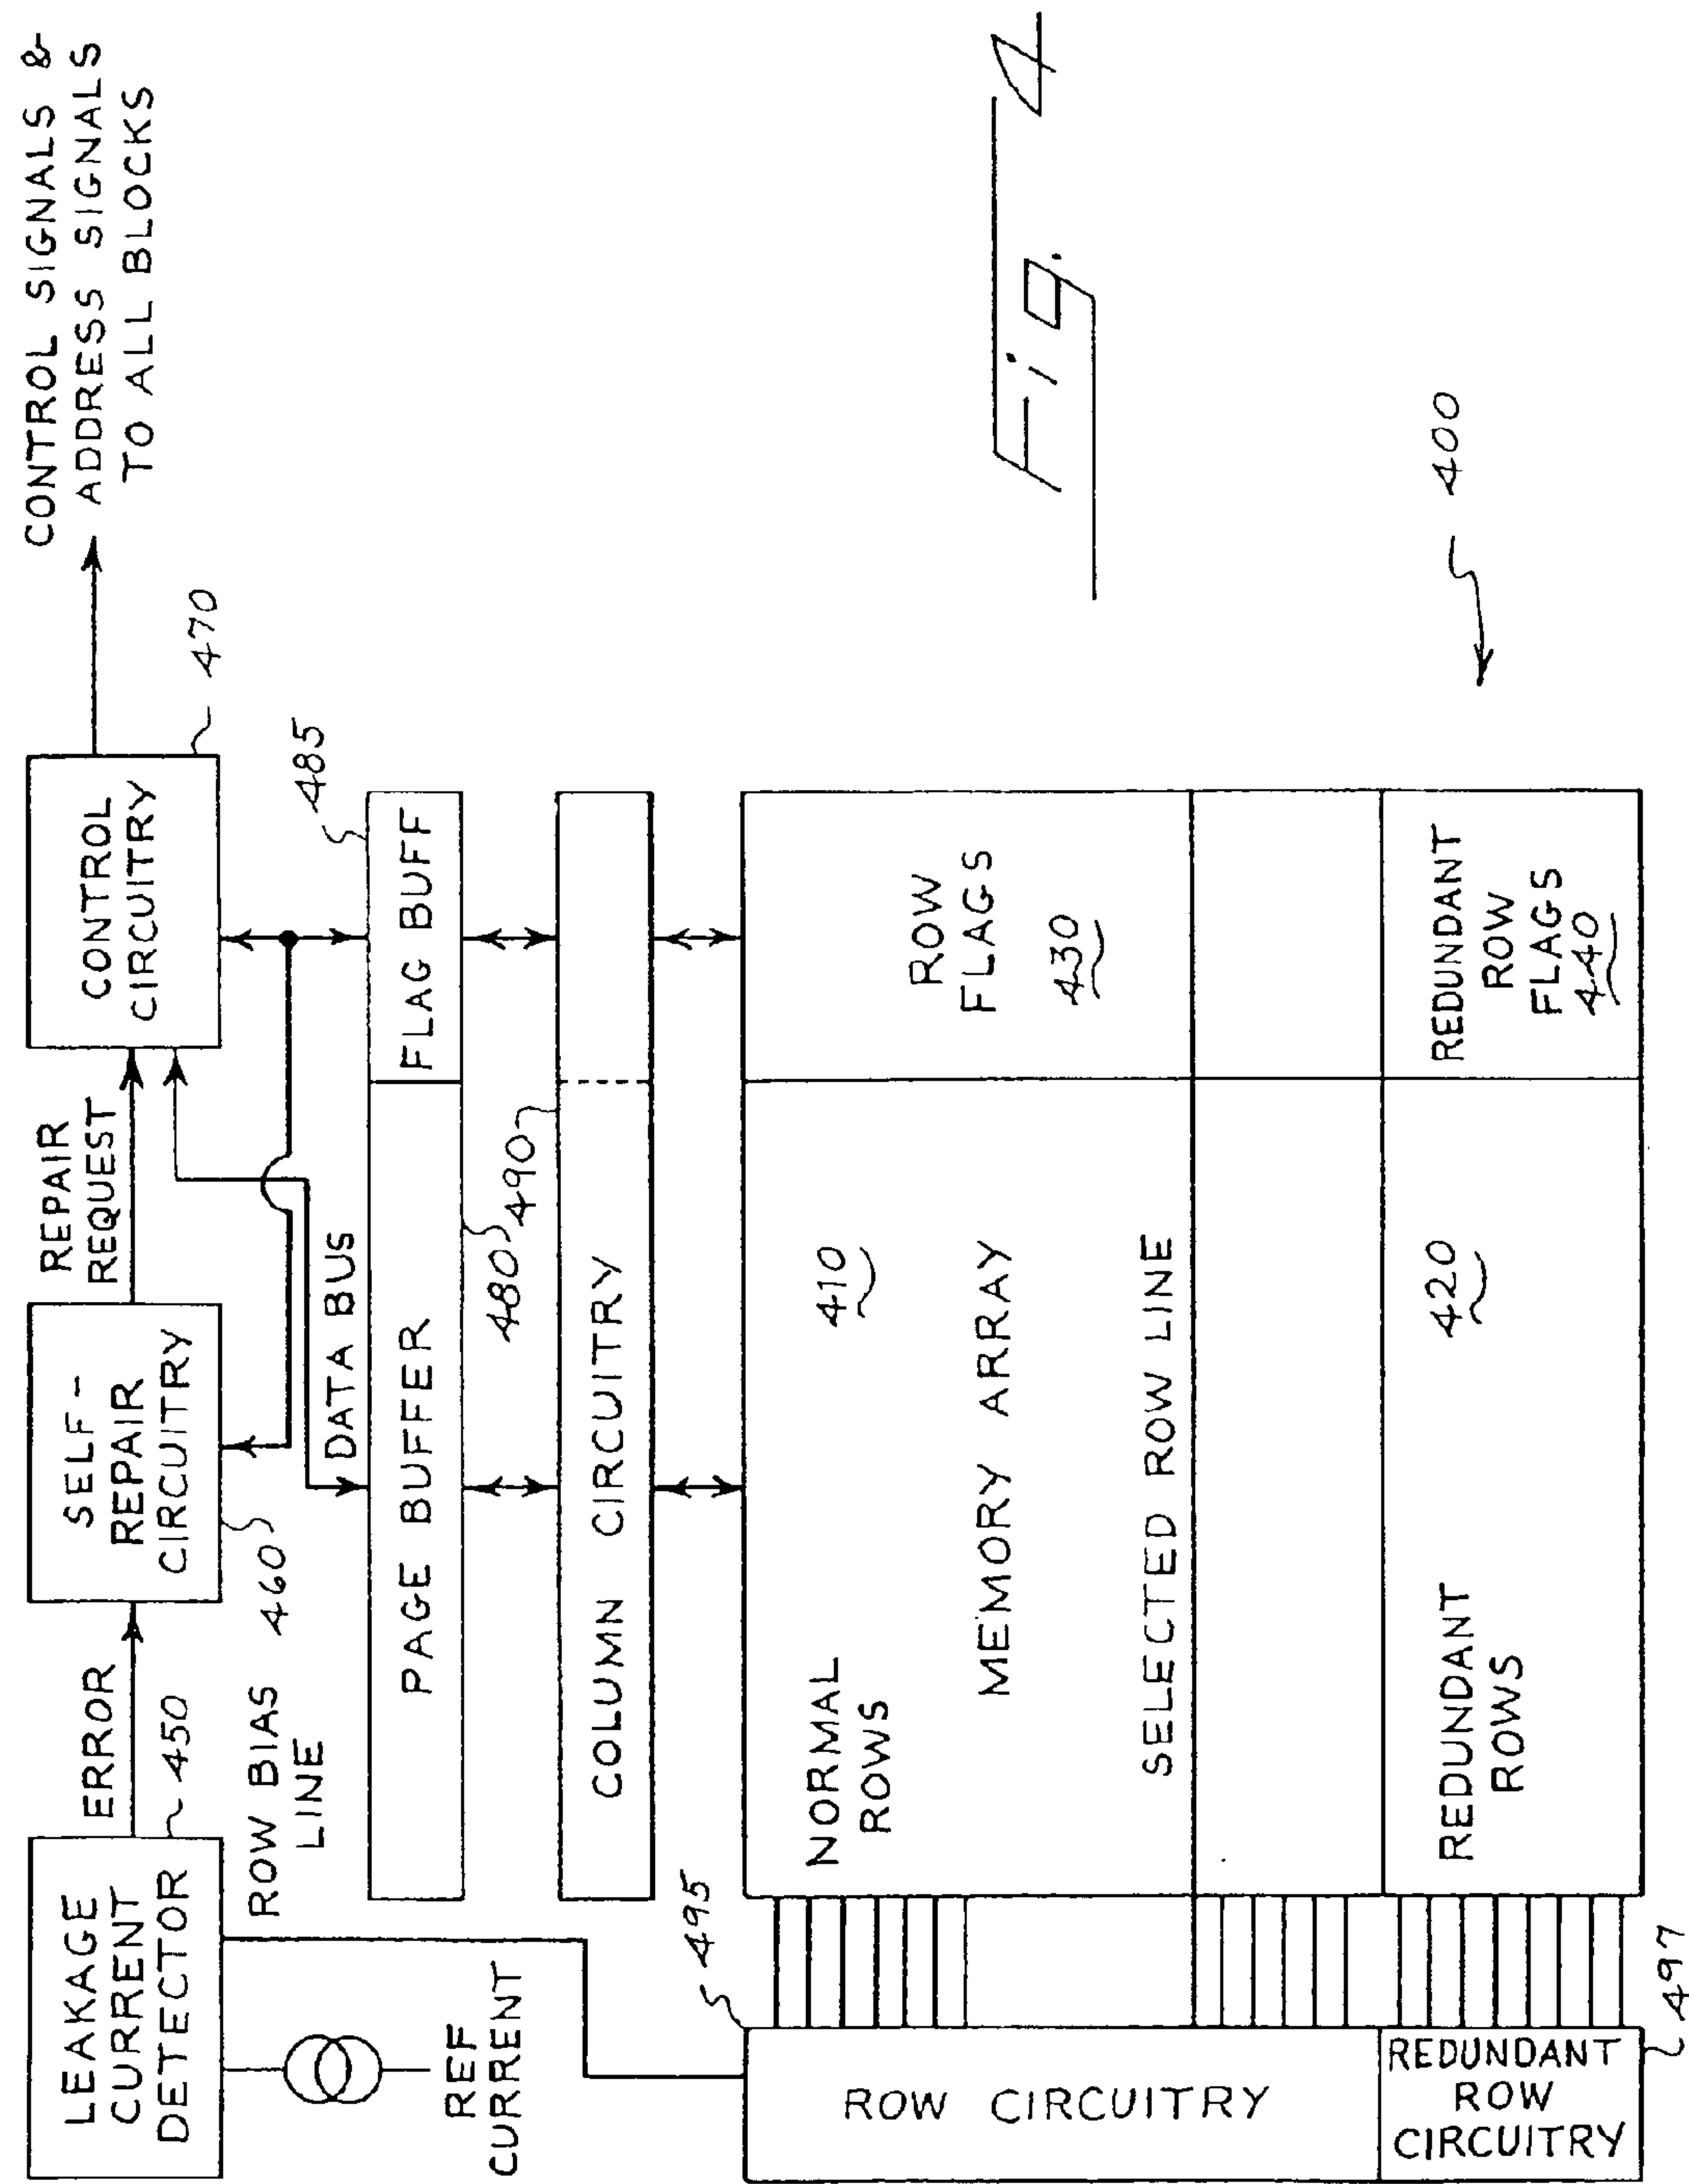 CONTROL SIGNALS &
ADDRESS SIGNALS
TO ALL BLOCKS
LEAKAGE
CURRENT
DETECTOR
450
ERROR
SELF-
REPAIR
CIRCUITRY
460
REPAIR
REQUEST
CONTROL
CIRCUITRY
470
REF
CURRENT
ROW BIAS
LINE
DATA BUS
PAGE BUFFER
480
FLAG BUFF
485
COLUMN CIRCUITRY
490
495
ROW CIRCUITRY
REDUNDANT
ROW
CIRCUITRY
497
NORMAL
ROWS
410
MEMORY ARRAY
SELECTED ROW LINE
REDUNDANT
ROWS
420
ROW
FLAGS
430
REDUNDANT
ROW
FLAGS
440
400
Fig. 4